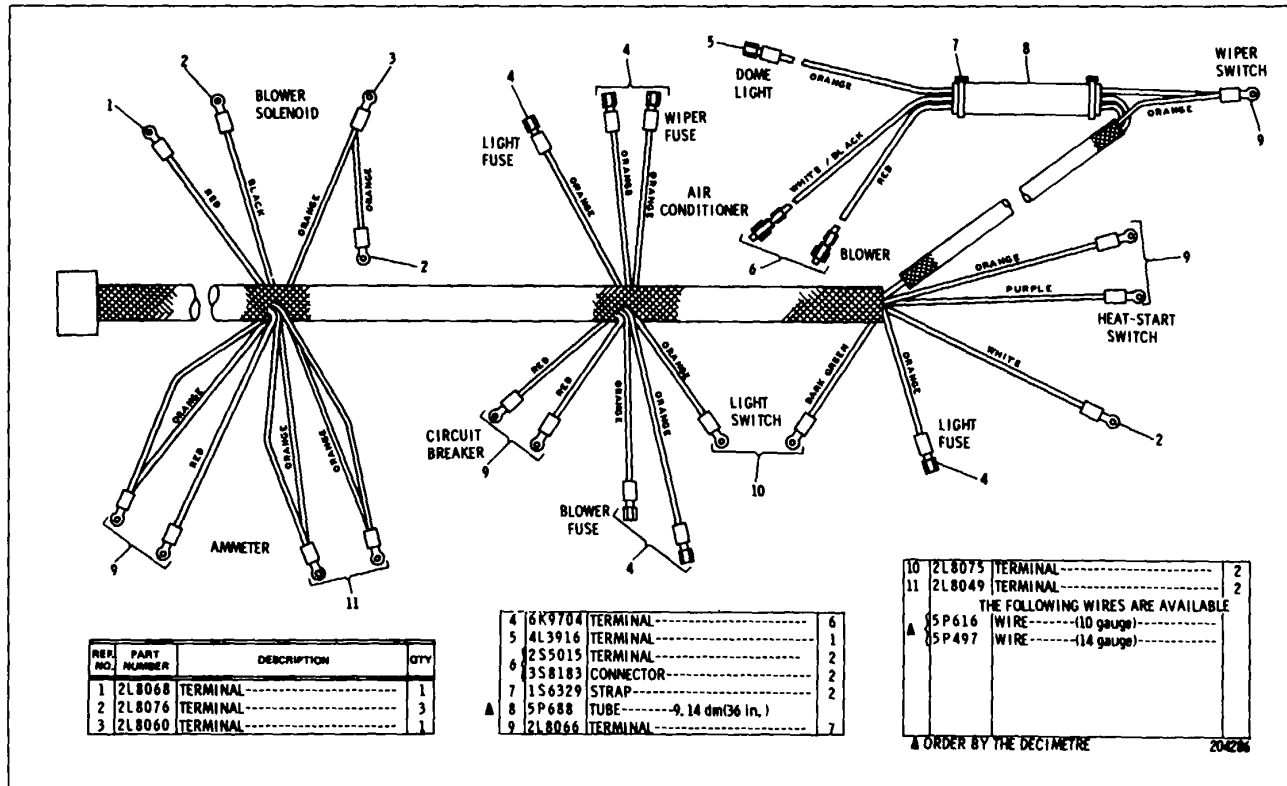 1
2
BLOWER
SOLENOID
3
RED
BLACK
ORANGE
ORANGE
2
4
LIGHT
FUSE
ORANGE
4
WIPER
FUSE
ORANGE
ORANGE
AIR
CONDITIONER
5
DOME
LIGHT
ORANGE
WHITE / BLACK
RED
6
BLOWER
7
8
WIPER
SWITCH
ORANGE
9
ORANGE
PURPLE
9
HEAT-START
SWITCH
WHITE
2
ORANGE
LIGHT
FUSE
4
DARK GREEN
LIGHT
SWITCH
10
ORANGE
ORANGE
ORANGE
BLOWER
FUSE
4
RED
RED
CIRCUIT
BREAKER
9
ORANGE
RED
9
AMMETER
ORANGE
ORANGE
11
REF. NO. PART NUMBER DESCRIPTION QTY
1 2L8068 TERMINAL 1
2 2L8076 TERMINAL 3
3 2L8060 TERMINAL 1
4 6K9704 TERMINAL 6
5 4L3916 TERMINAL 1
6 { 2S5015 TERMINAL 2
3S8183 CONNECTOR 2
7 1S6329 STRAP 2
▲ 8 5P688 TUBE -------9.14 dm(36 in.)
9 2L8066 TERMINAL 7
10 2L8075 TERMINAL 2
11 2L8049 TERMINAL 2
THE FOLLOWING WIRES ARE AVAILABLE
▲ { 5P616 WIRE ------(10 gauge)
5P497 WIRE ------(14 gauge)
▲ ORDER BY THE DECIMETRE 204286